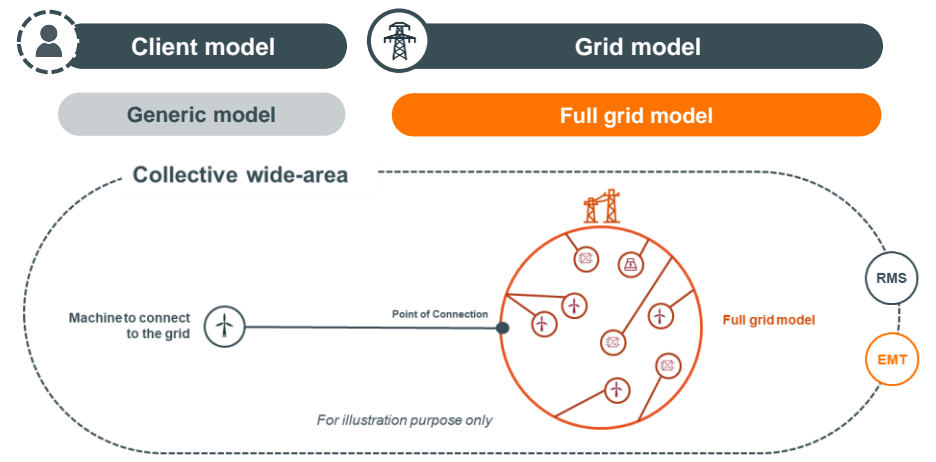 Client model
Grid model
Generic model
Full grid model
Collective wide-area
RMS
Point of Connection
Machine to connect
to the grid
Full grid model
EMT
For illustration purpose only